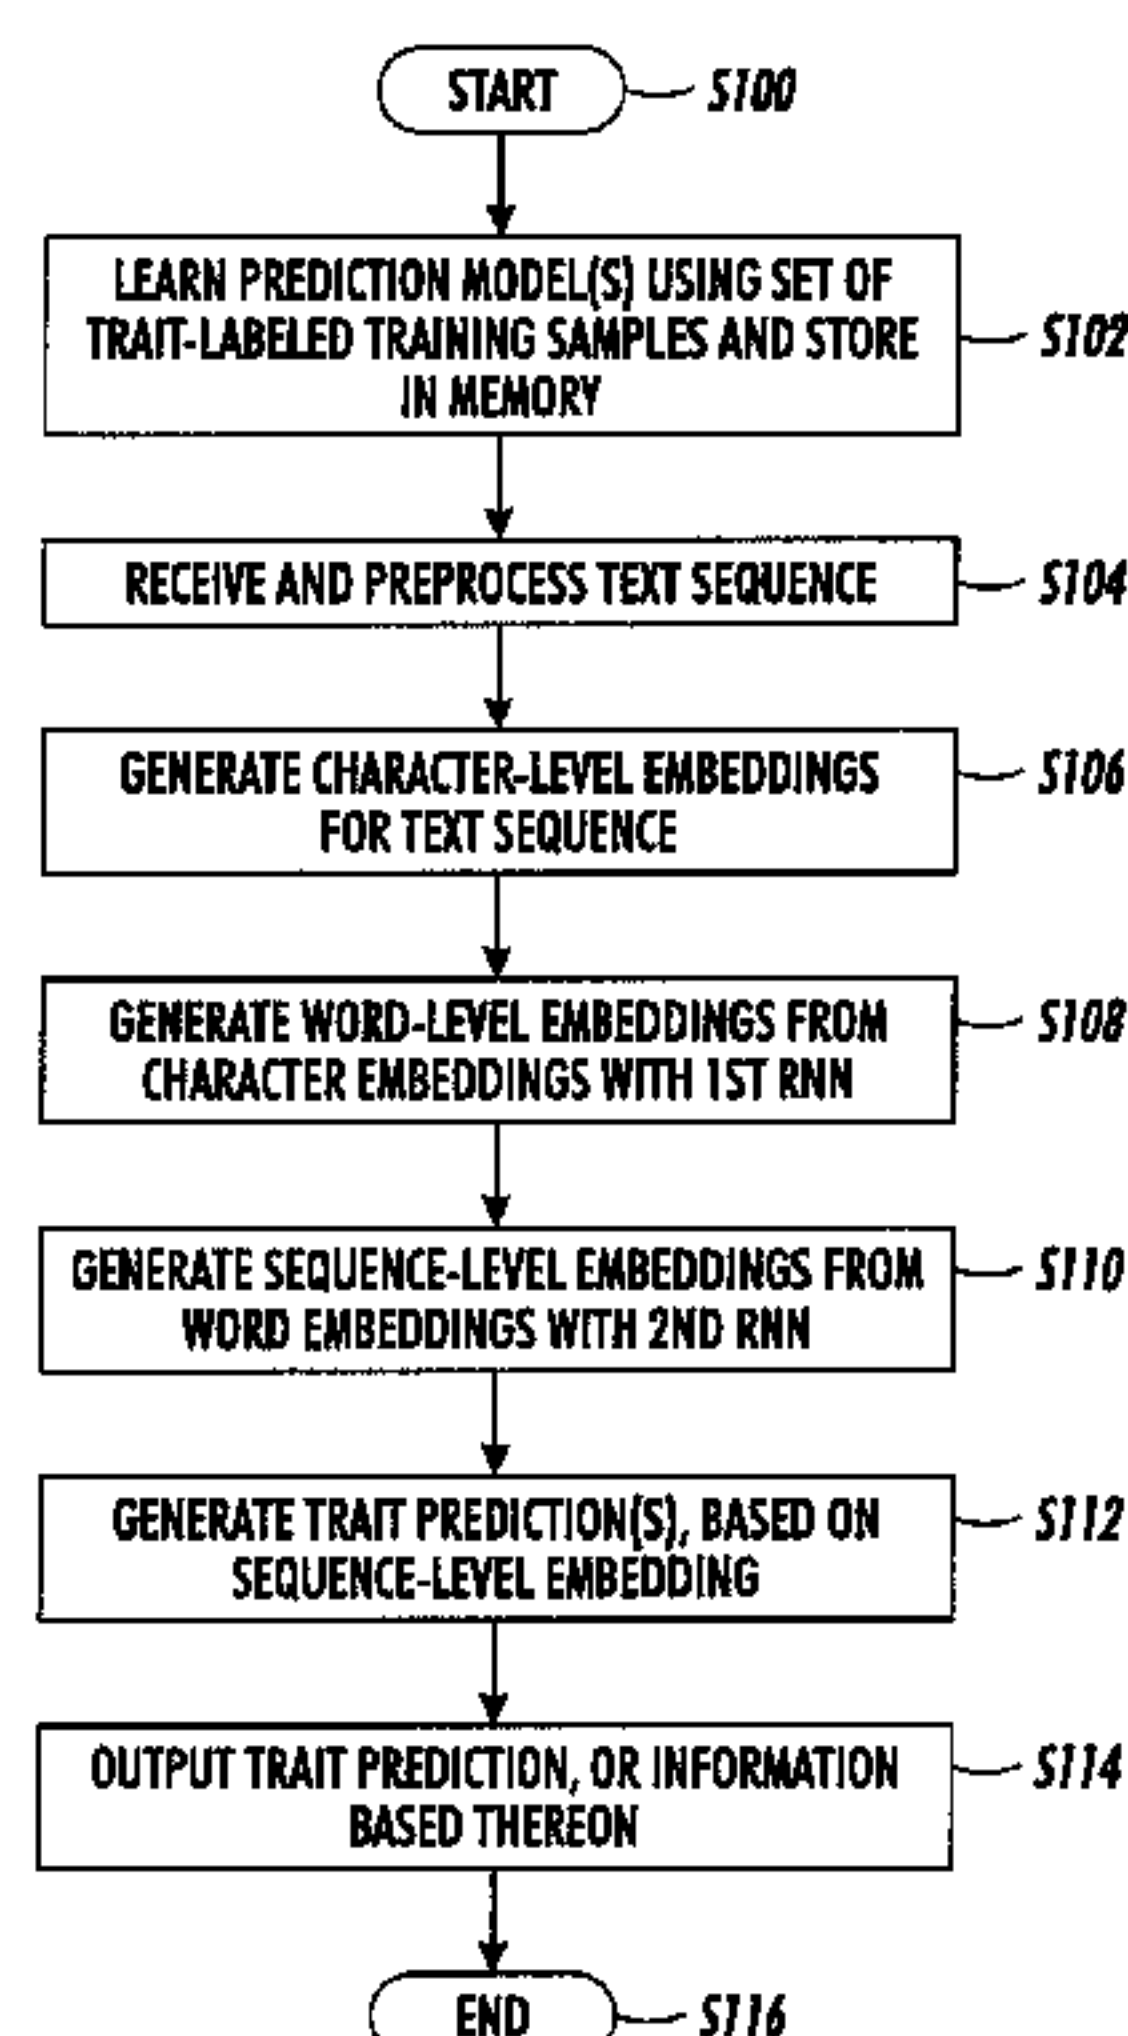 START S100
LEARN PREDICTION MODEL(S) USING SET OF
TRAIT-LABELED TRAINING SAMPLES AND STORE S102
IN MEMORY
RECEIVE AND PREPROCESS TEXT SEQUENCE S104
GENERATE CHARACTER-LEVEL EMBEDDINGS S106
FOR TEXT SEQUENCE
GENERATE WORD-LEVEL EMBEDDINGS FROM S108
CHARACTER EMBEDDINGS WITH 1ST RNN
GENERATE SEQUENCE-LEVEL EMBEDDINGS FROM S110
WORD EMBEDDINGS WITH 2ND RNN
GENERATE TRAIT PREDICTION(S), BASED ON S112
SEQUENCE-LEVEL EMBEDDING
OUTPUT TRAIT PREDICTION, OR INFORMATION S114
BASED THEREON
END S116